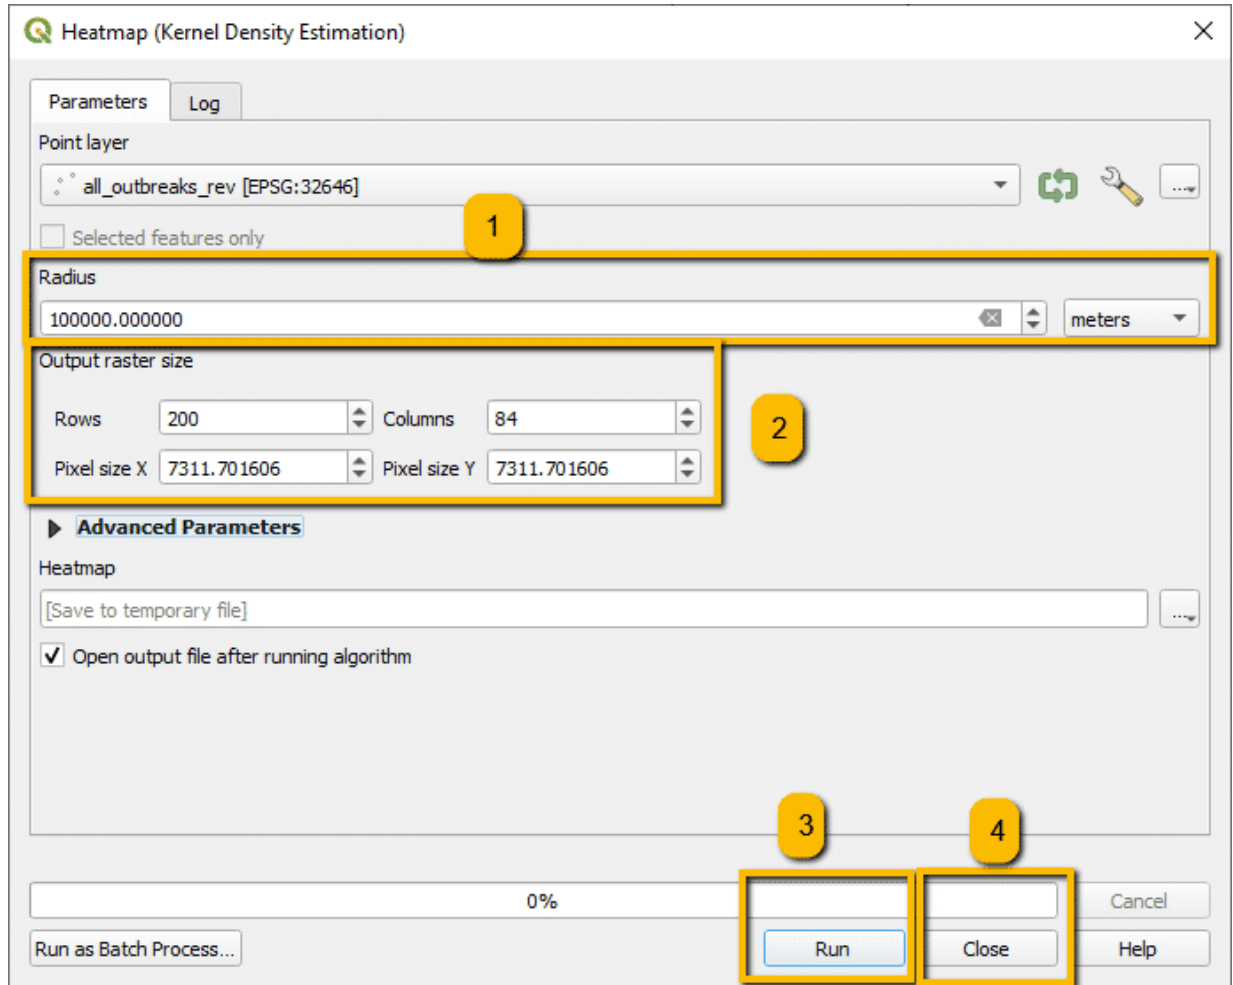 Heatmap (Kernel Density Estimation)
Parameters Log
Point layer
all_outbreaks_rev [EPSG:32646]
...
1
Selected features only
Radius
100000.000000 meters
Output raster size
Rows 200 Columns 84
2
Pixel size X 7311.701606 Pixel size Y 7311.701606
Advanced Parameters
Heatmap
[Save to temporary file] ...
Open output file after running algorithm
3 4
0% Cancel
Run as Batch Process... Run Close Help